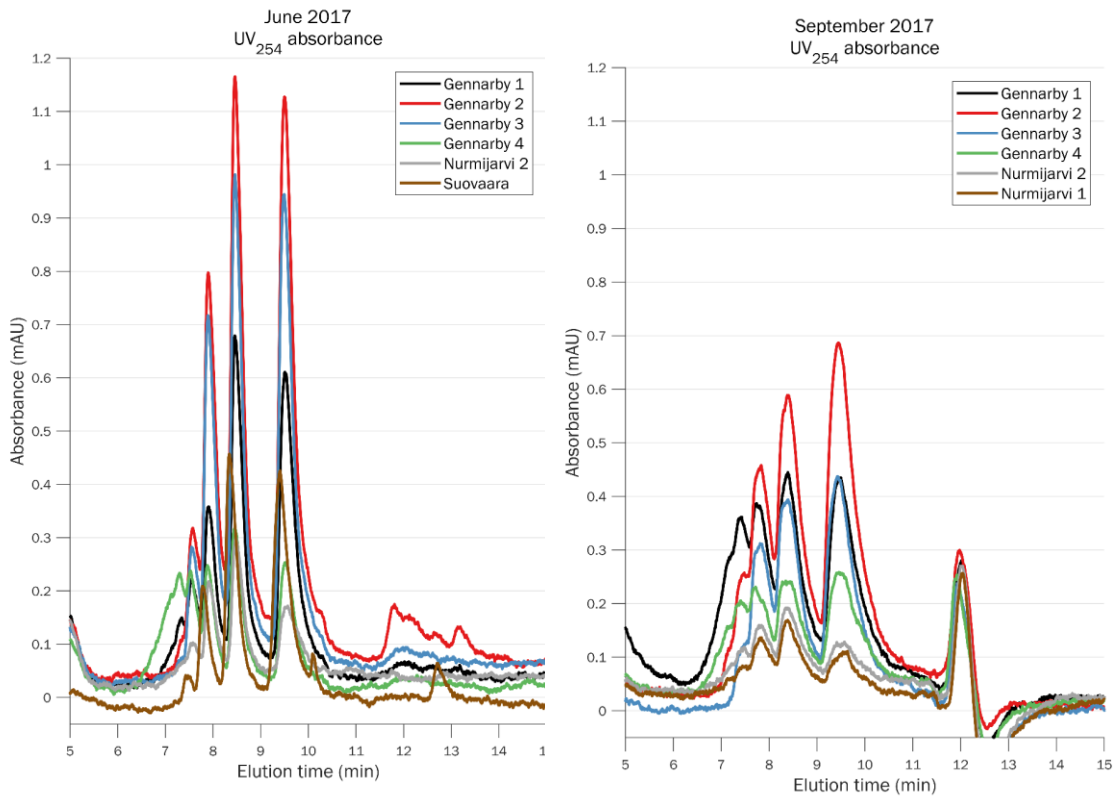 June 2017
UV254 absorbance
Absorbance (mAU)
1.2
1.1
1
0.9
0.8
0.7
0.6
0.5
0.4
0.3
0.2
0.1
0
Gennarby 1
Gennarby 2
Gennarby 3
Gennarby 4
Nurmijarvi 2
Suovaara
5 6 7 8 9 10 11 12 13 14 1
Elution time (min)
September 2017
UV254 absorbance
Absorbance (mAU)
1.2
1.1
1
0.9
0.8
0.7
0.6
0.5
0.4
0.3
0.2
0.1
0
Gennarby 1
Gennarby 2
Gennarby 3
Gennarby 4
Nurmijarvi 2
Nurmijarvi 1
5 6 7 8 9 10 11 12 13 14 15
Elution time (min)